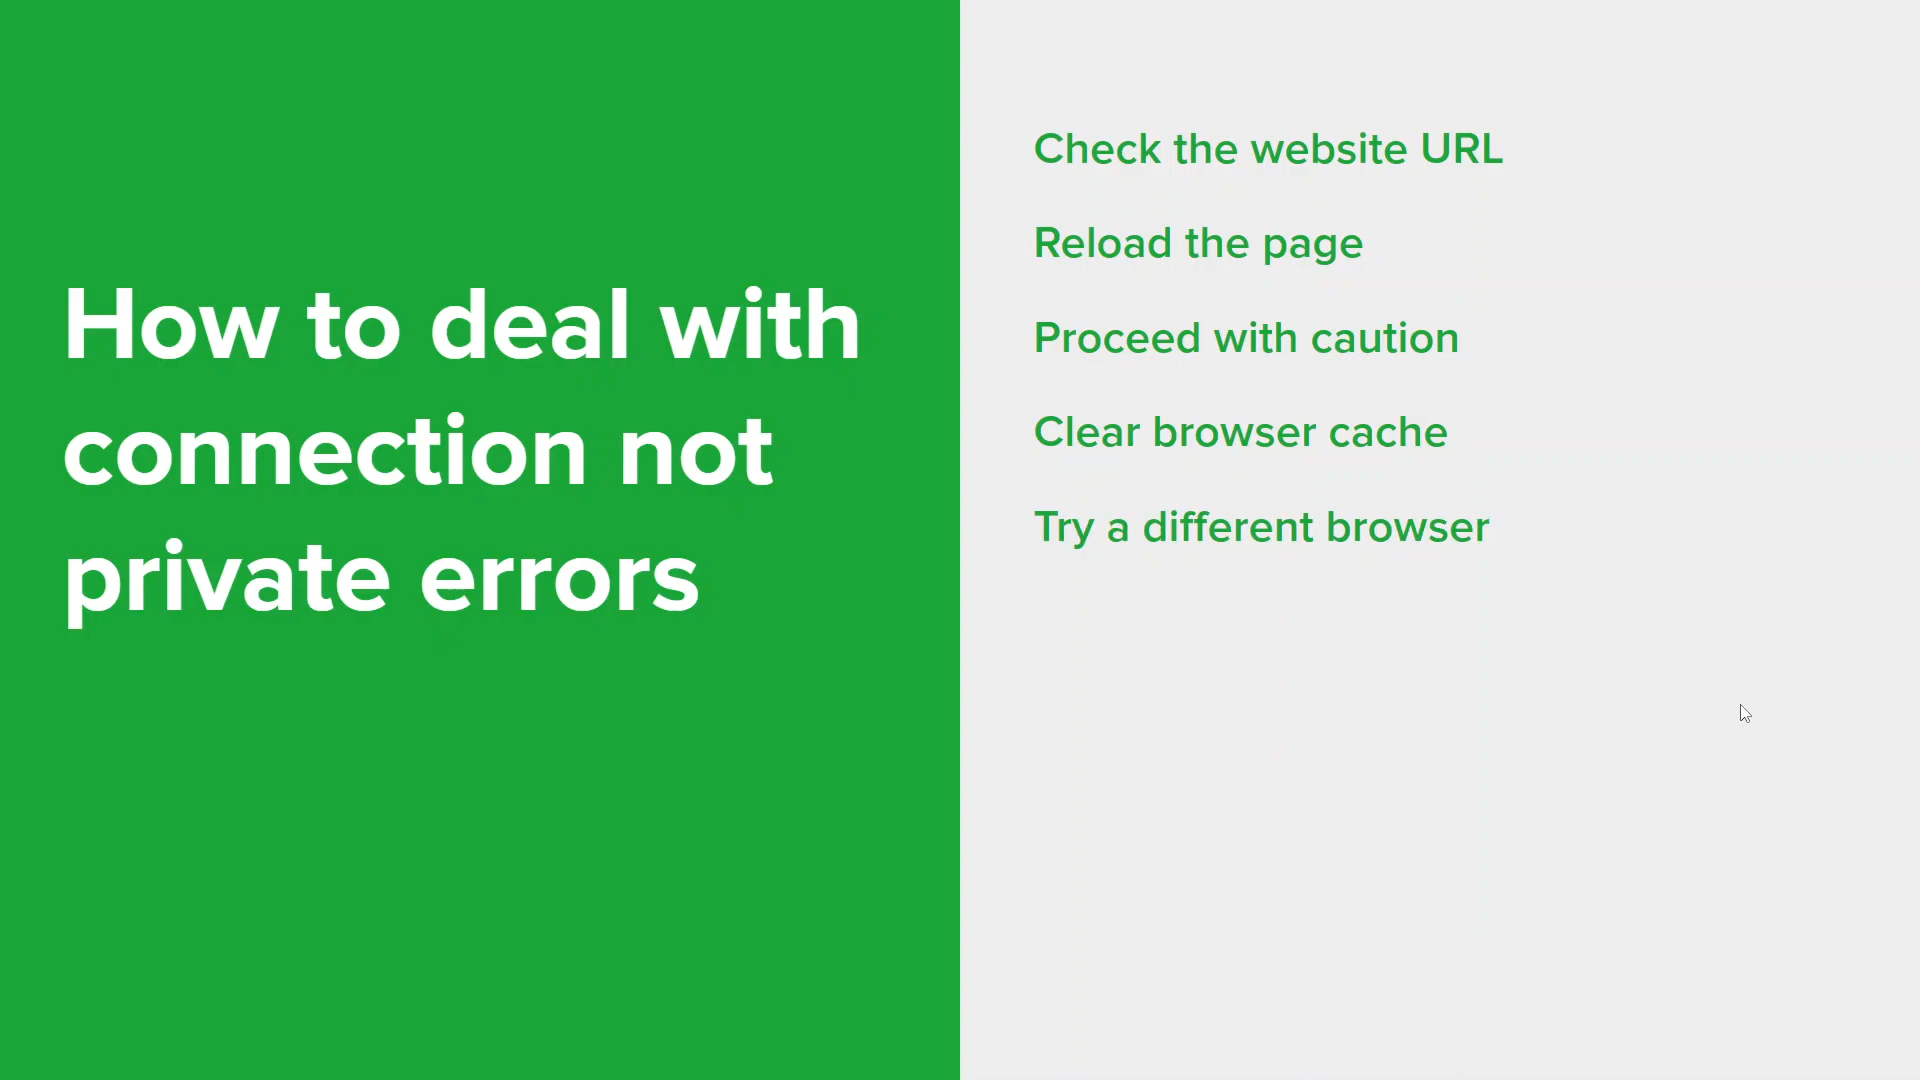 How to deal with
connection not
private errors
Check the website URL
Reload the page
Proceed with caution
Clear browser cache
Try a different browser